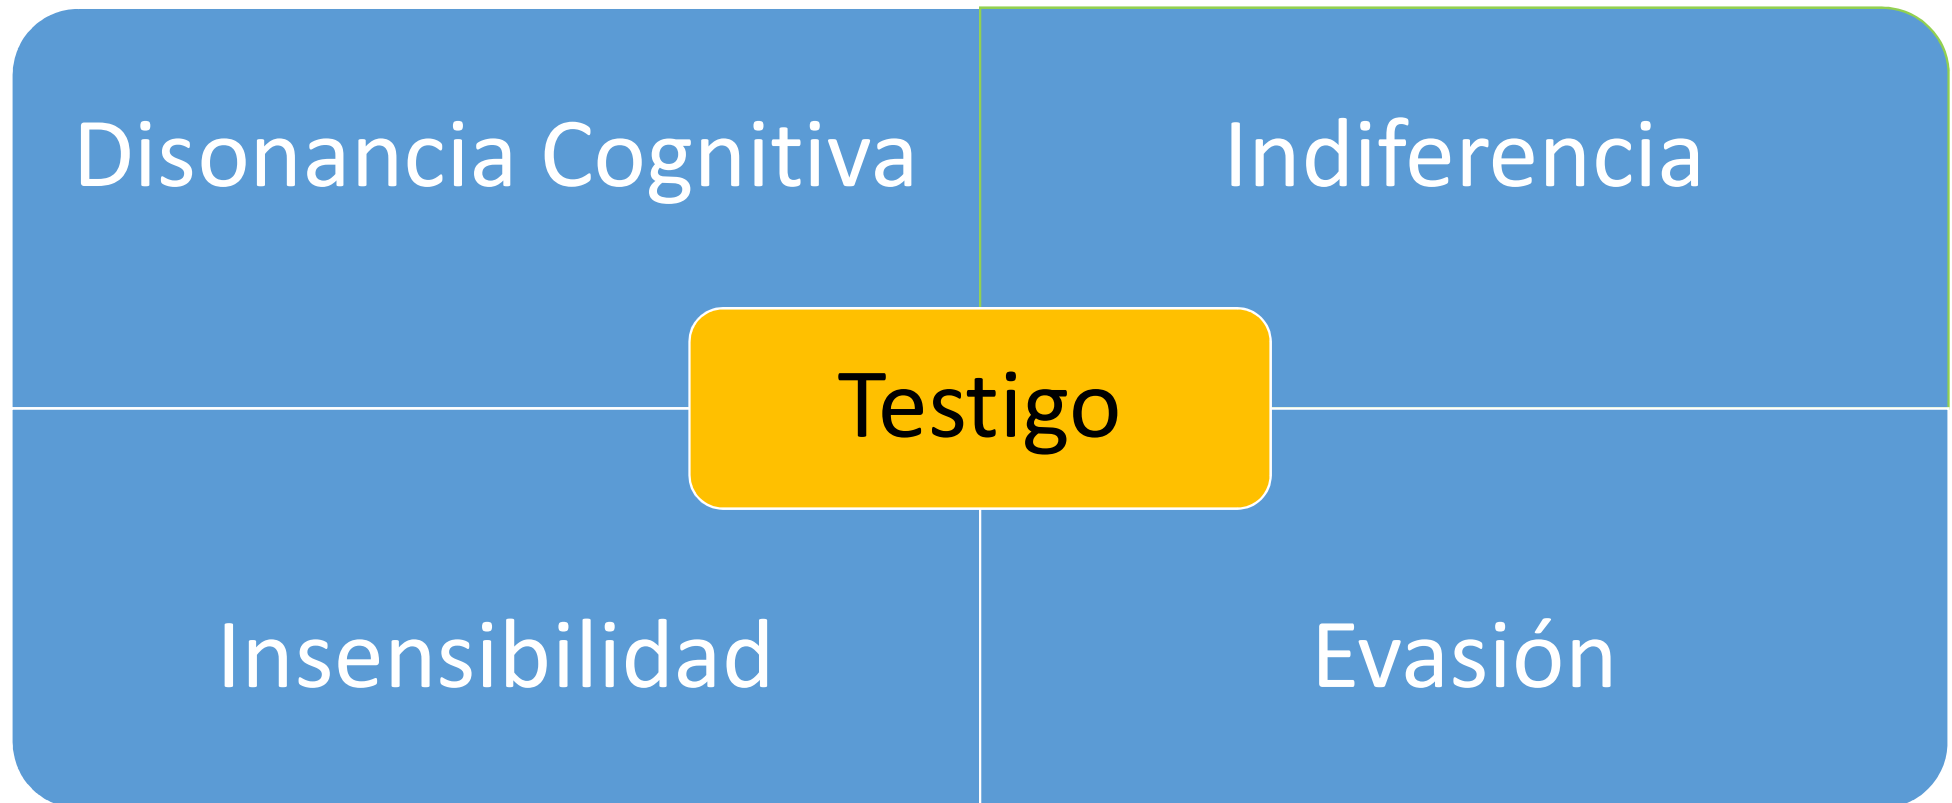 Disonancia Cognitiva
Indiferencia
Testigo
Insensibilidad
Evasión